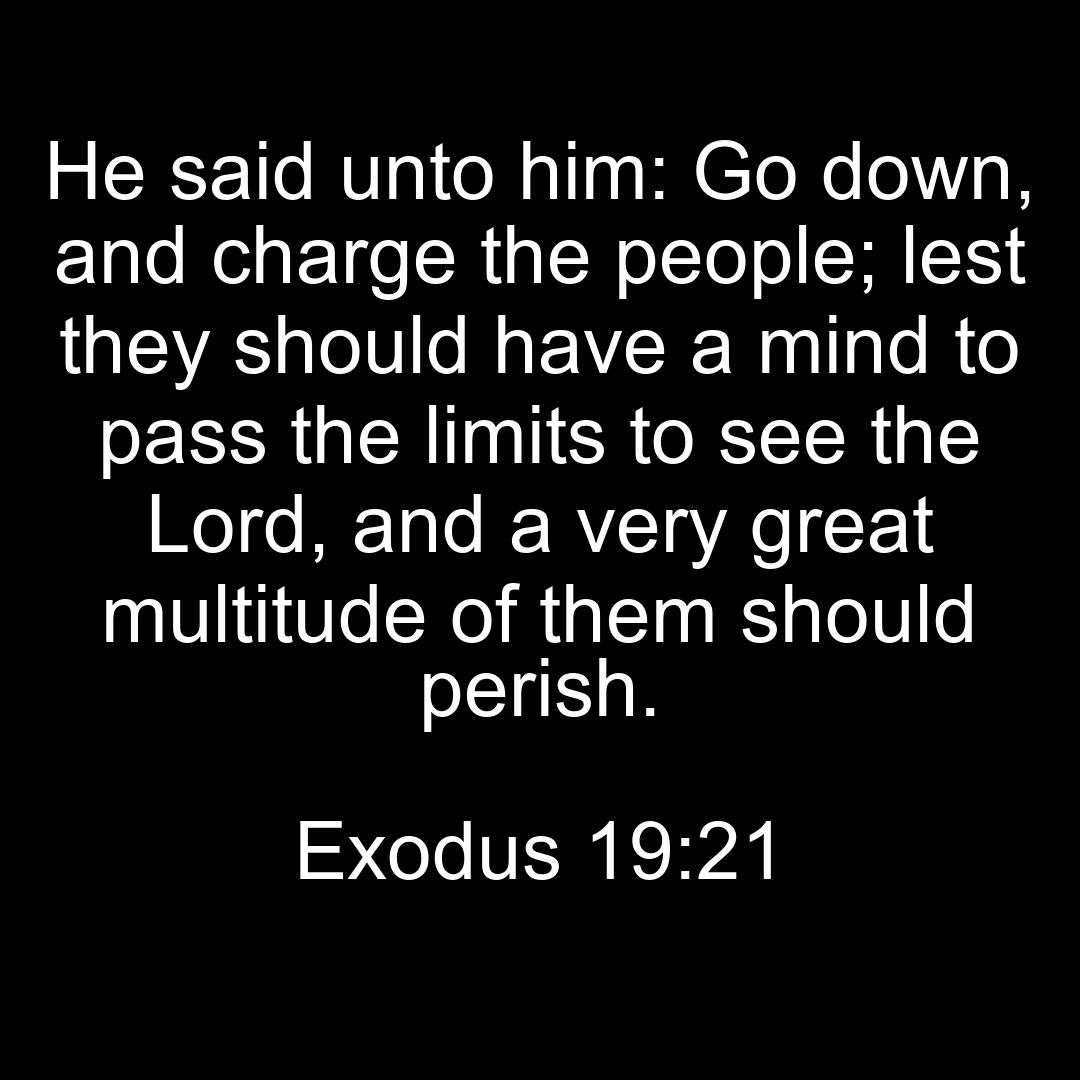 He said unto him: Go down,
and charge the people; lest
they should have a mind to
pass the limits to see the
Lord, and a very great
multitude of them should
perish.
Exodus 19:21